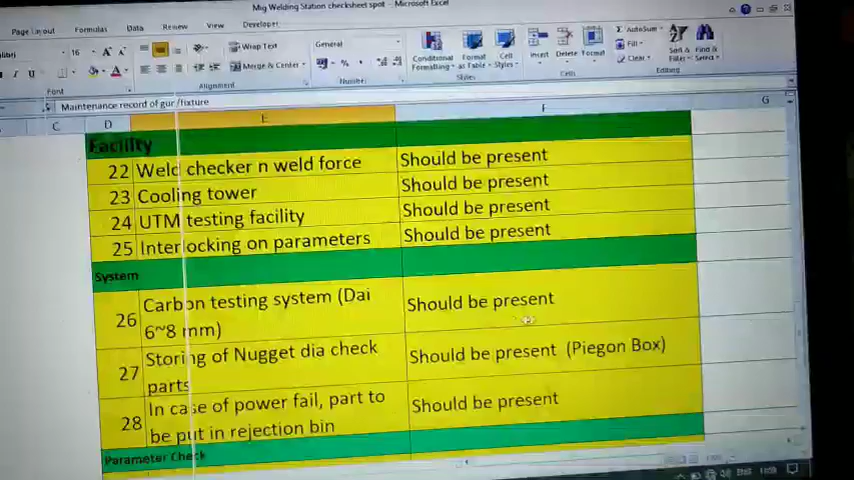 Mig Welding Station checksheet spot - Microsoft Excel
Page Layout Formulas Data Review View Developer
16 A A Wrap Text General Σ AutoSum
Fill
Conditional Format Cell Insert Delete Format Sort & Find &
B I U A Merge & Center % Formatting as Table Styles Clear Filter Select
Font Alignment Number Styles Cells Editing
Maintenance record of gur/fixture
C D E F G
Facility
22 Weld checker n weld force Should be present
23 Cooling tower Should be present
24 UTM testing facility Should be present
25 Interlocking on parameters Should be present
System
26 Carbon testing system (Dai Should be present
6~8 mm)
27 Storing of Nugget dia check Should be present (Piegon Box)
parts
28 In case of power fail, part to Should be present
be put in rejection bin
Parameter Check